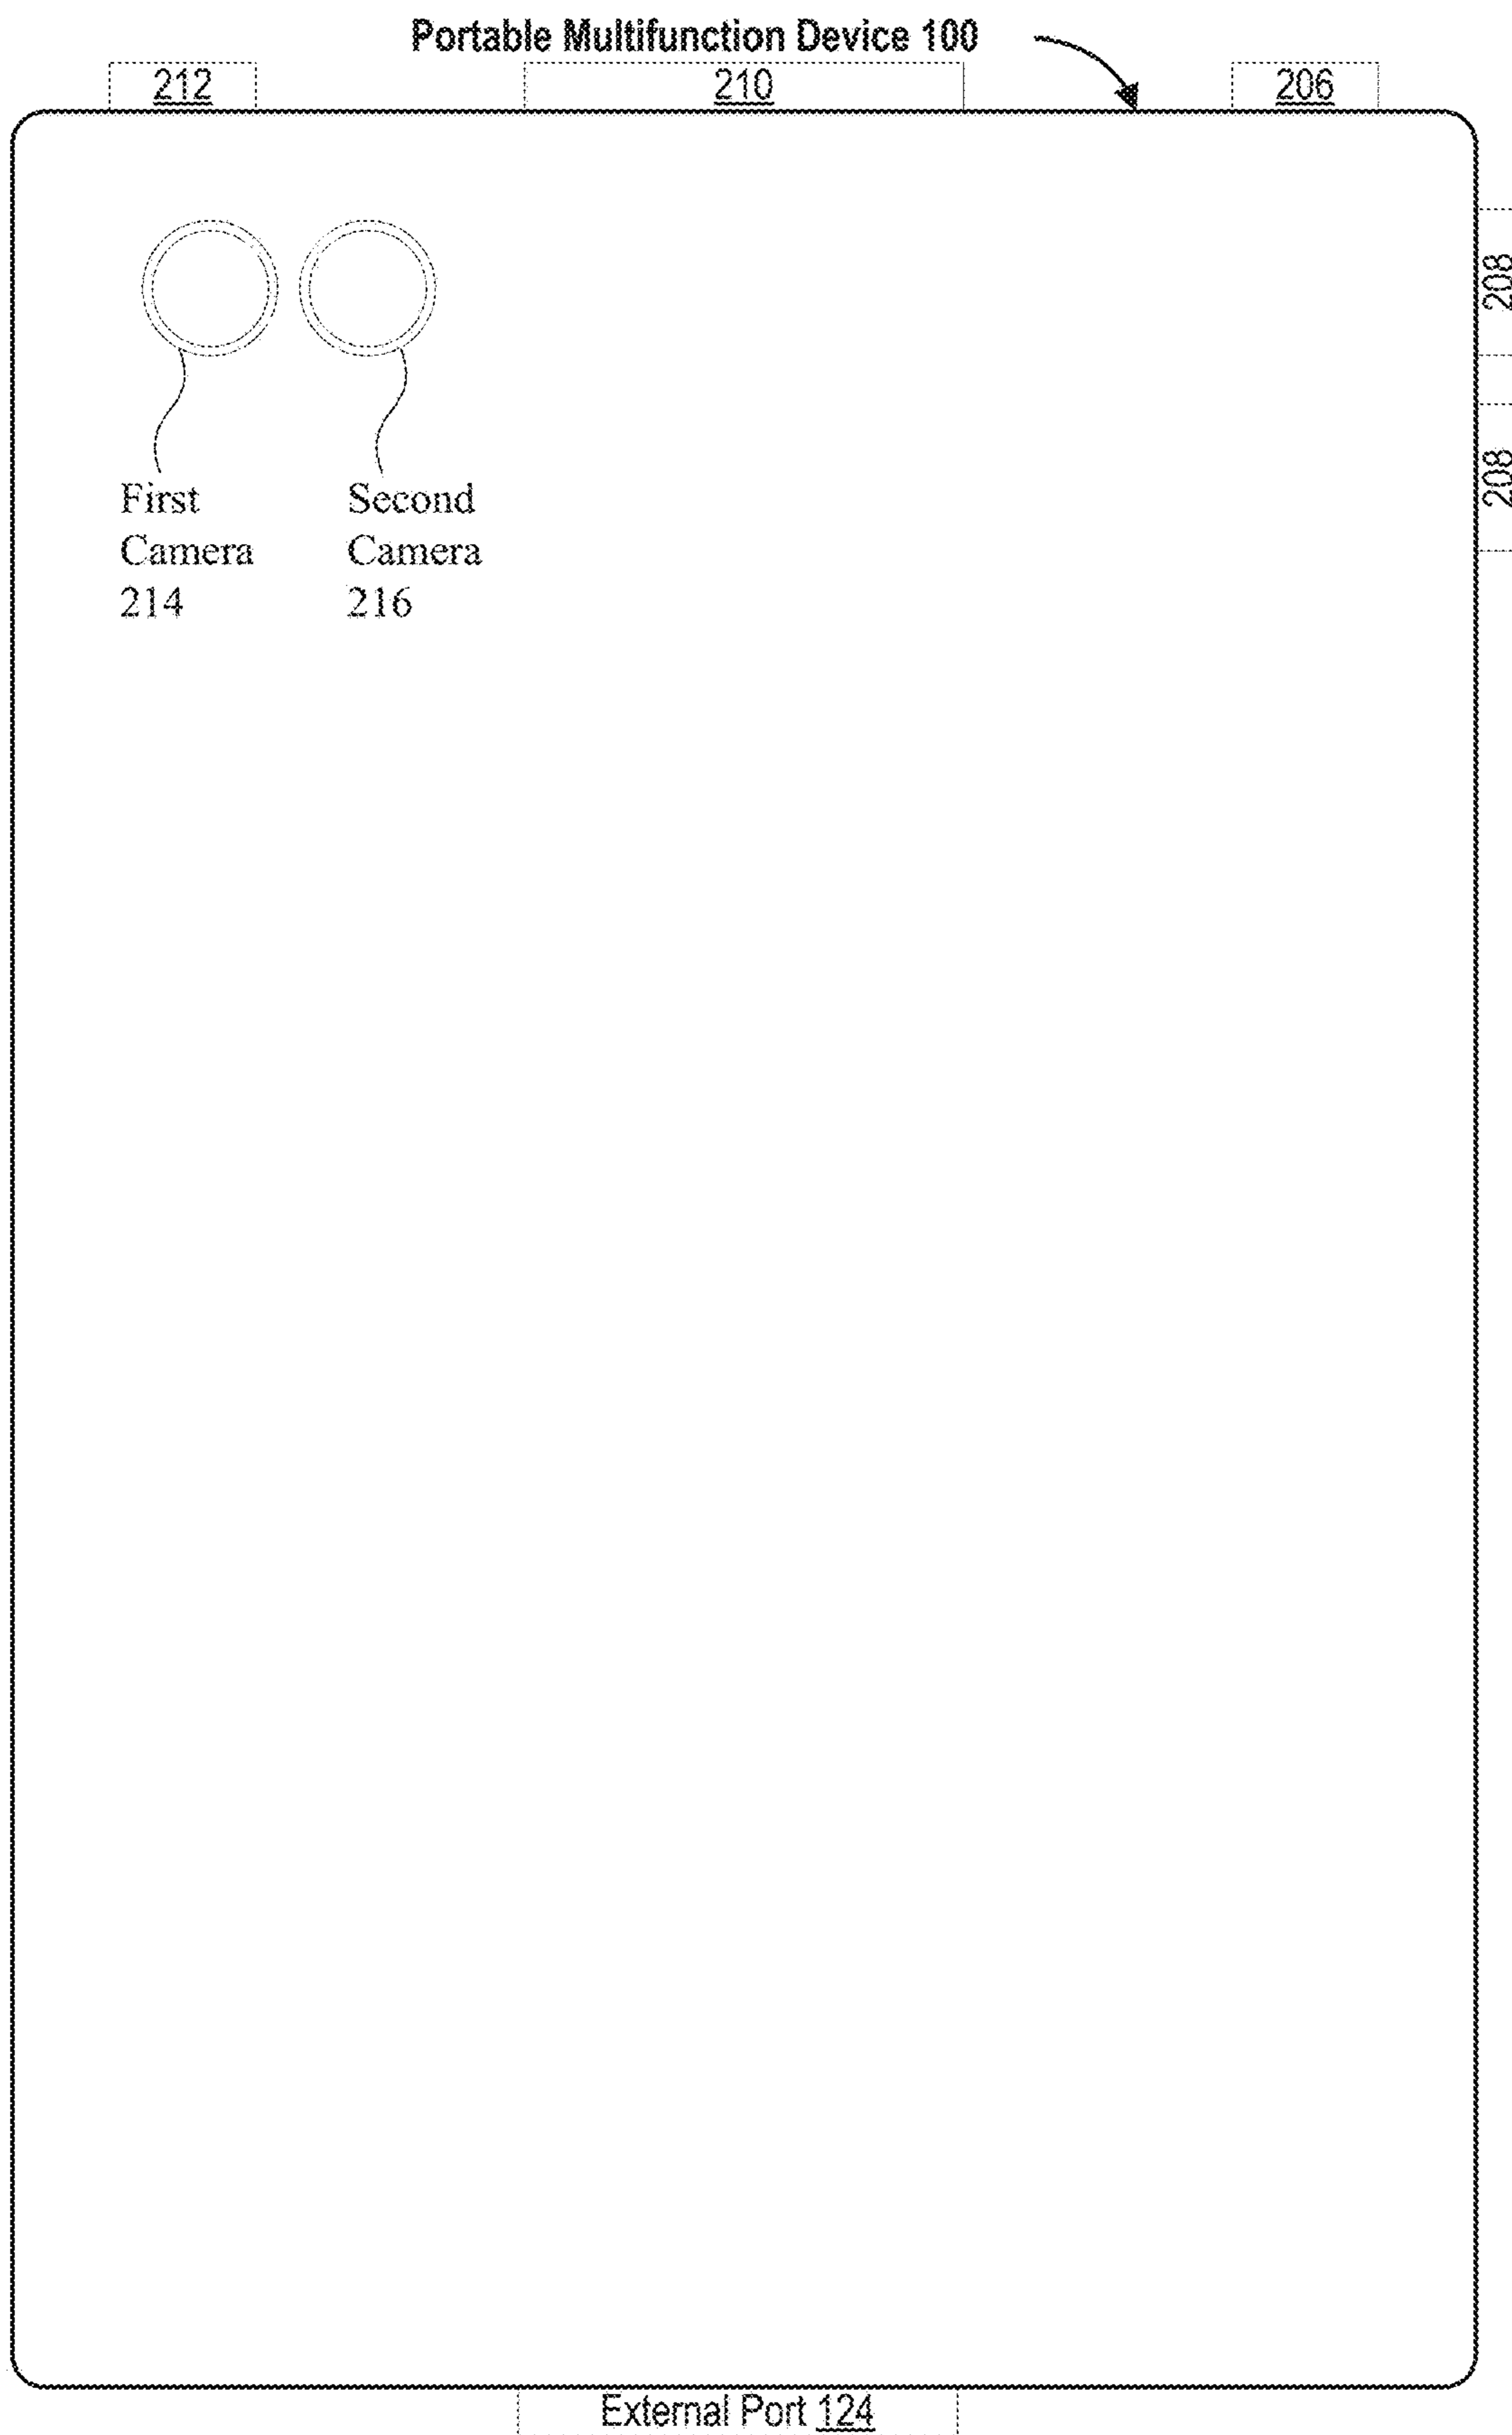 Portable Multifunction Device 100
212
210
206
208
208
First
Camera
214
Second
Camera
216
External Port 124